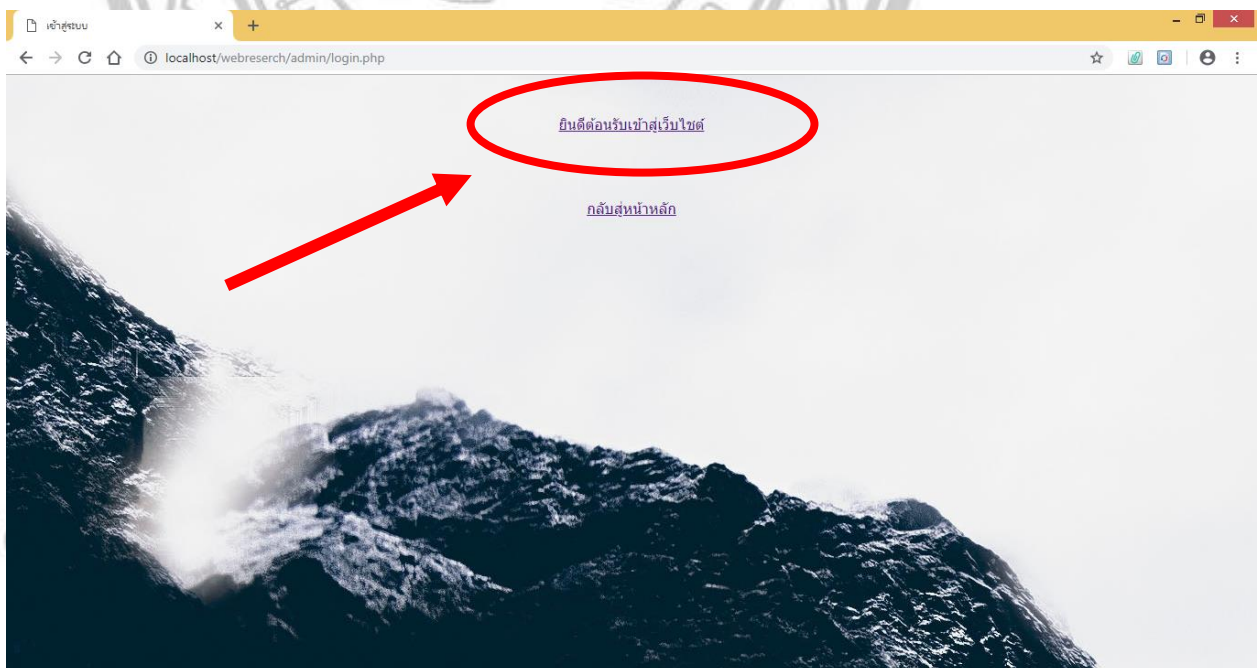 เข้าสู่ระบบ
localhost/webreserch/admin/login.php
ยินดีต้อนรับเข้าสู่เว็บไซต์
กลับสู่หน้าหลัก